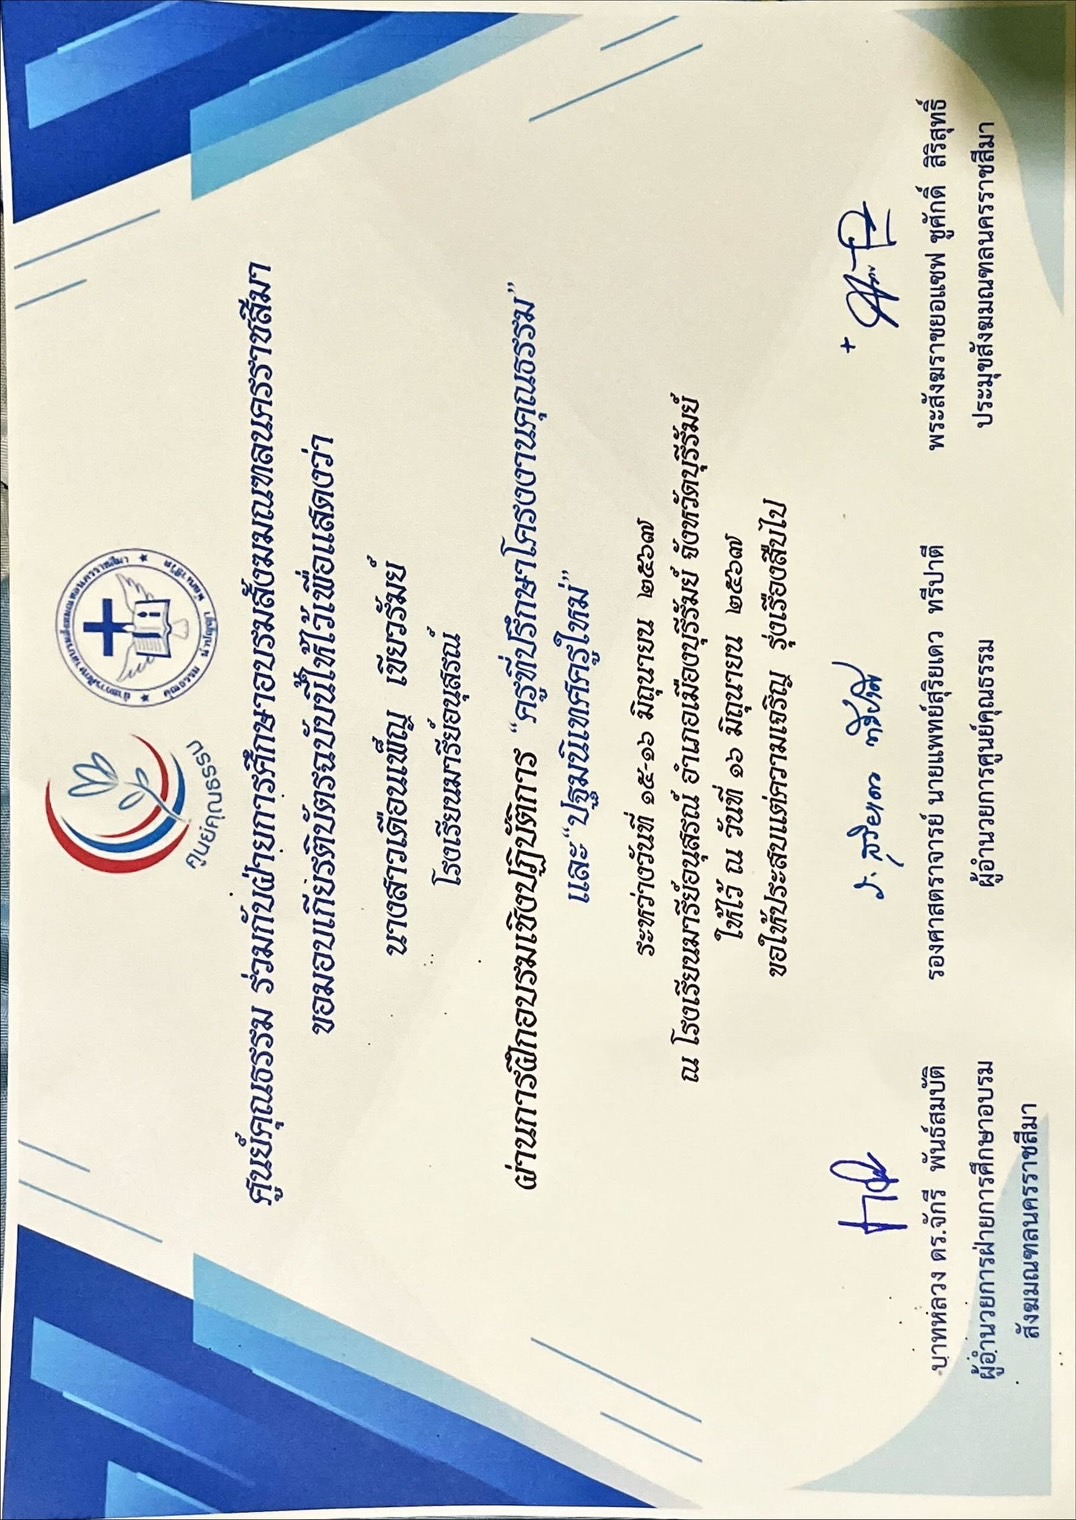 ศูนย์คุณธรรม
ศูนย์คุณธรรม ร่วมกับฝ่ายการศึกษาอบรมสังฆมณฑลนครราชสีมา
ขอมอบเกียรติบัตรฉบับนี้ให้ไว้เพื่อแสดงว่า
นางสาวเดือนเพ็ญ เขียวรัมย์
โรงเรียนมารีย์อนุสรณ์
ผ่านการฝึกอบรมเชิงปฏิบัติการ “ครูที่ปรึกษาโครงงานคุณธรรม”
และ“ปฐมนิเทศครูใหม่”
ระหว่างวันที่ ๑๕-๑๖ มิถุนายน ๒๕๖๗
ณ โรงเรียนมารีย์อนุสรณ์ อำเภอเมืองบุรีรัมย์ จังหวัดบุรีรัมย์
ให้ไว้ ณ วันที่ ๑๖ มิถุนายน ๒๕๖๗
ขอให้ประสบแต่ความเจริญ รุ่งเรืองสืบไป
บาทหลวง ดร.จักรี พันธ์สมบัติ
ผู้อำนวยการฝ่ายการศึกษาอบรม
สังฆมณฑลนครราชสีมา
รองศาสตราจารย์ นายแพทย์สุริยเดว ทรีปาตี
ผู้อำนวยการศูนย์คุณธรรม
พระสังฆราชยอแซฟ ชูศักดิ์ สิริสุทธิ์
ประมุขสังฆมณฑลนครราชสีมา